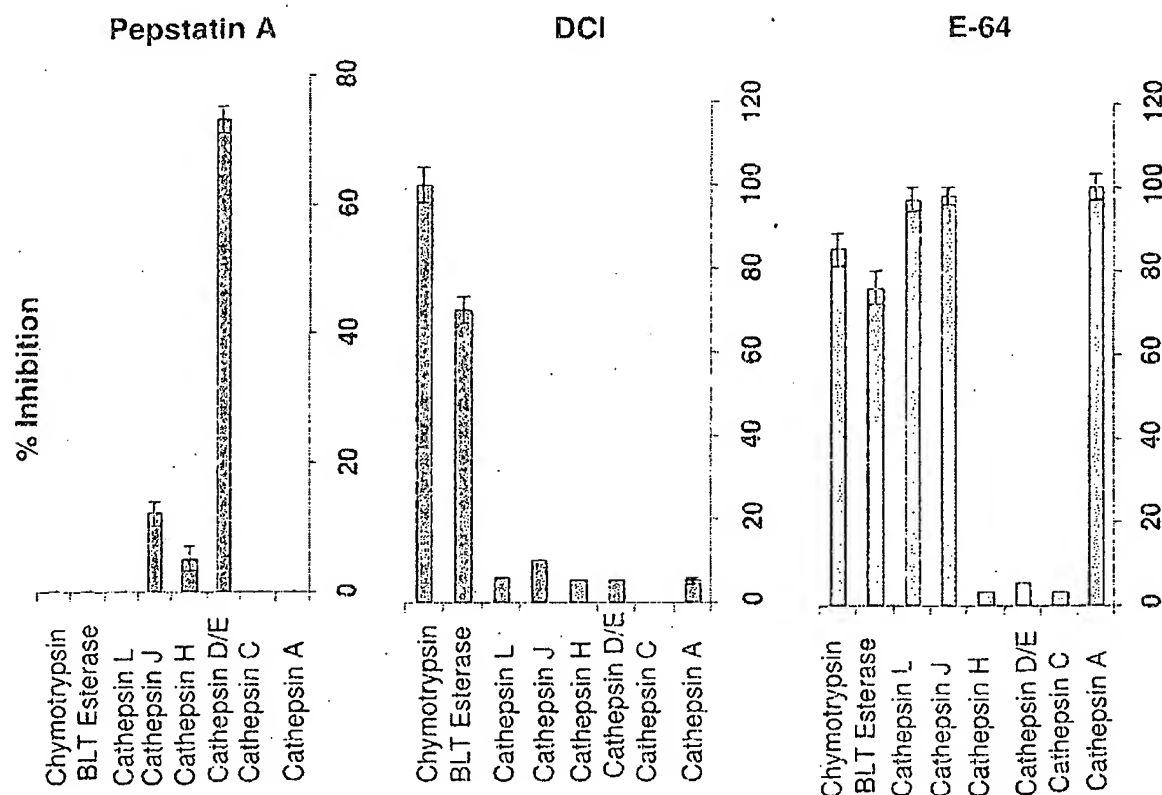 Pepstatin A
DCI
E-64
% Inhibition
80
60
40
20
0
Chymotrypsin
BLT Esterase
Cathepsin L
Cathepsin J
Cathepsin H
Cathepsin D/E
Cathepsin C
Cathepsin A
120
100
80
60
40
20
0
Chymotrypsin
BLT Esterase
Cathepsin L
Cathepsin J
Cathepsin H
Cathepsin D/E
Cathepsin C
Cathepsin A
120
100
80
60
40
20
0
Chymotrypsin
BLT Esterase
Cathepsin L
Cathepsin J
Cathepsin H
Cathepsin D/E
Cathepsin C
Cathepsin A